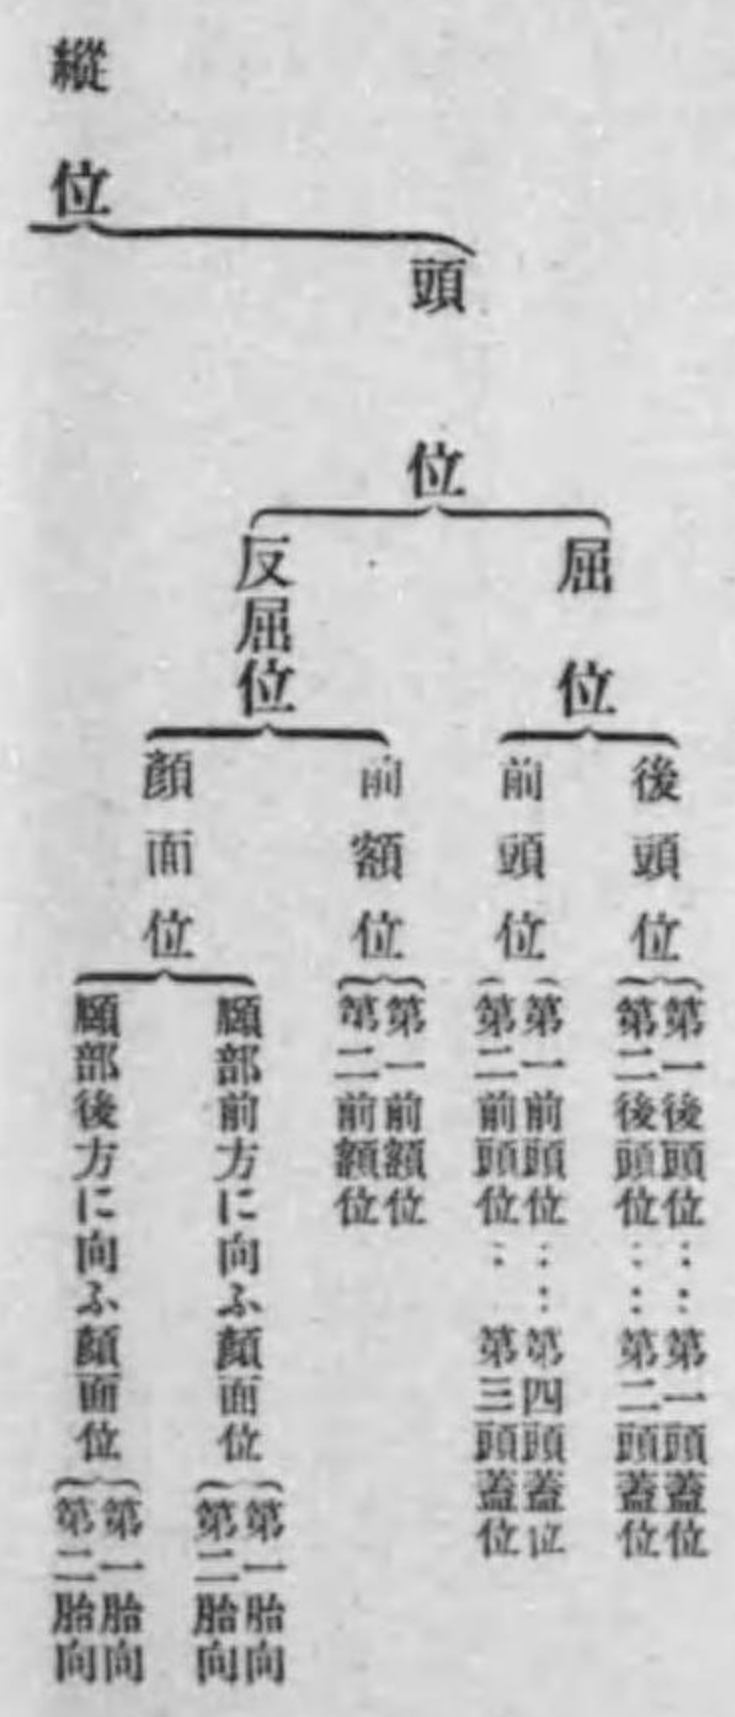 縦位
頭位
屈位
後頭位
第一後頭位‥‥第一頭蓋位
第二後頭位‥‥第二頭蓋位
前頭位
第一前頭位‥‥第四頭蓋位
第二前頭位‥第三頭蓋位
反屈位
前額位
第一前額位
第二前額位
顔面位
頤部前方に向ふ顔面位
第一胎向
第二胎向
頤部後方に向ふ顔面位
第一胎向
第二胎向